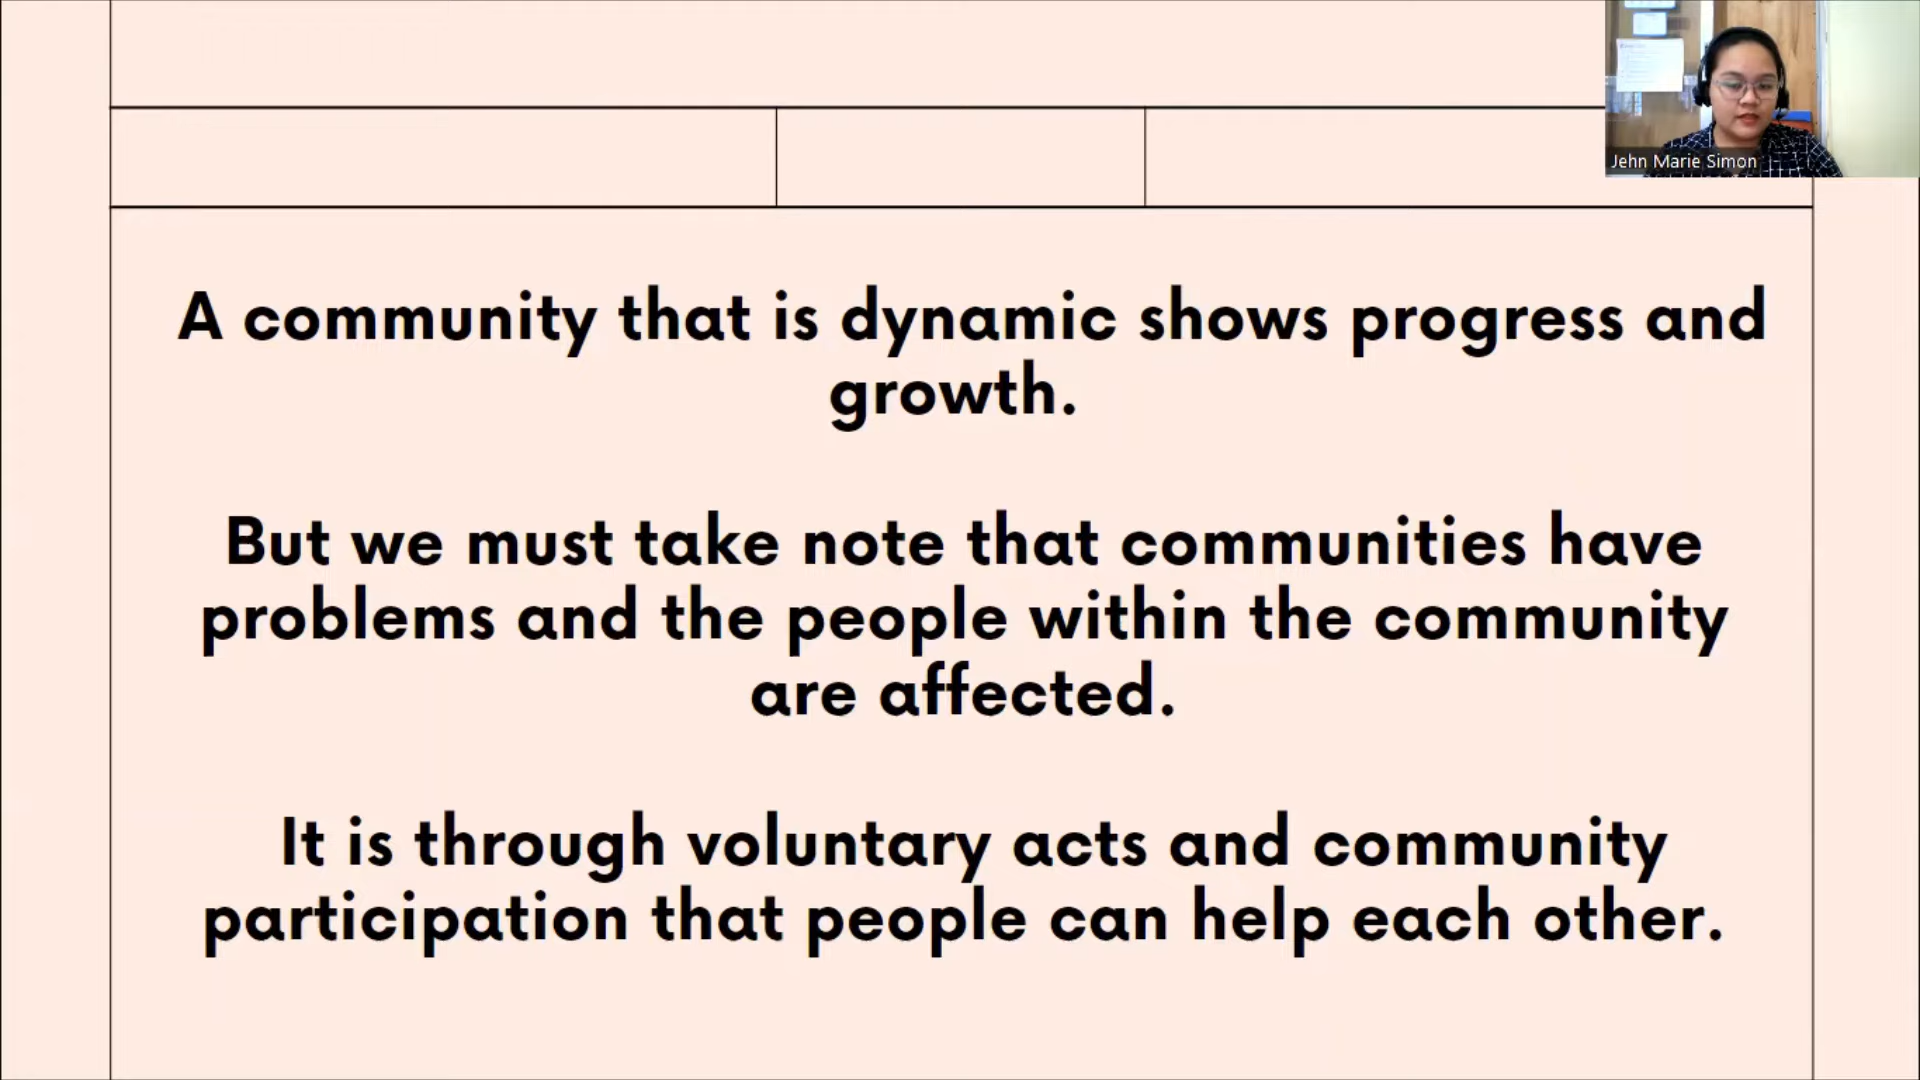 Jehn Marie Simon
A community that is dynamic shows progress and
growth.
But we must take note that communities have
problems and the people within the community
are affected.
It is through voluntary acts and community
participation that people can help each other.